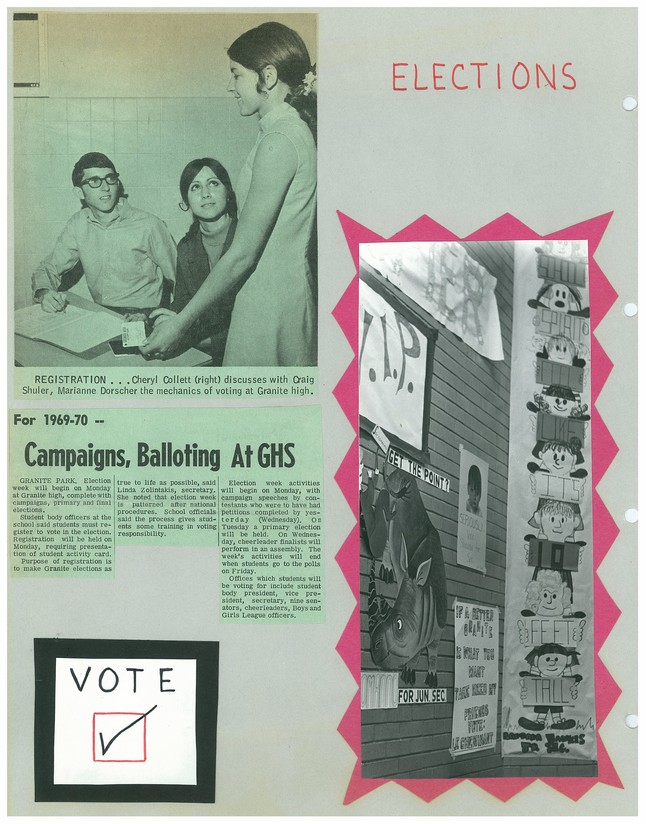 ELECTIONS
REGISTRATION ...Cheryl Collett (right) discusses with Craig
Shuler, Marianne Dorscher the mechanics of voting at Granite high.
For 1969-70 --
Campaigns, Balloting At GHS
GRANITE PARK. Election
week will begin on Monday
at Granite high, complete with
campaigns, primary and final
elections.
Student body officers at the
school said students must re-
gister to vote in the election.
Registration will be held on
Monday, requiring presenta-
tion of student activity card.
Purpose of registration is
to make Granite elections as
true to life as possible, said
Linda Zolintakis, secretary.
She noted that election week
is patterned after national
procedures. School officials
said the process gives stud-
ents some training in voting
responsibility.
Election week activities
will begin on Monday, with
campaign speeches by con-
testants who were to have had
petitions completed by yes-
terday (Wednesday). On
Tuesday a primary election
will be held. On Wednes-
day, cheerleader finalists will
perform in an assembly. The
week's activities will end
when students go to the polls
on Friday.
Offices which students will
be voting for include student
body president, vice pre-
sident, secretary, nine sen-
ators, cheerleaders, Boys and
Girls League officers.
VOTE
V.I.P.
GET THE POINT?
FOR JUN. SEC
IF A BETTER
GRANITE
IS WHAT YOU
WANT
TAKE HEED MY
FRIENDS
VOTE:
10
FEET
TALL